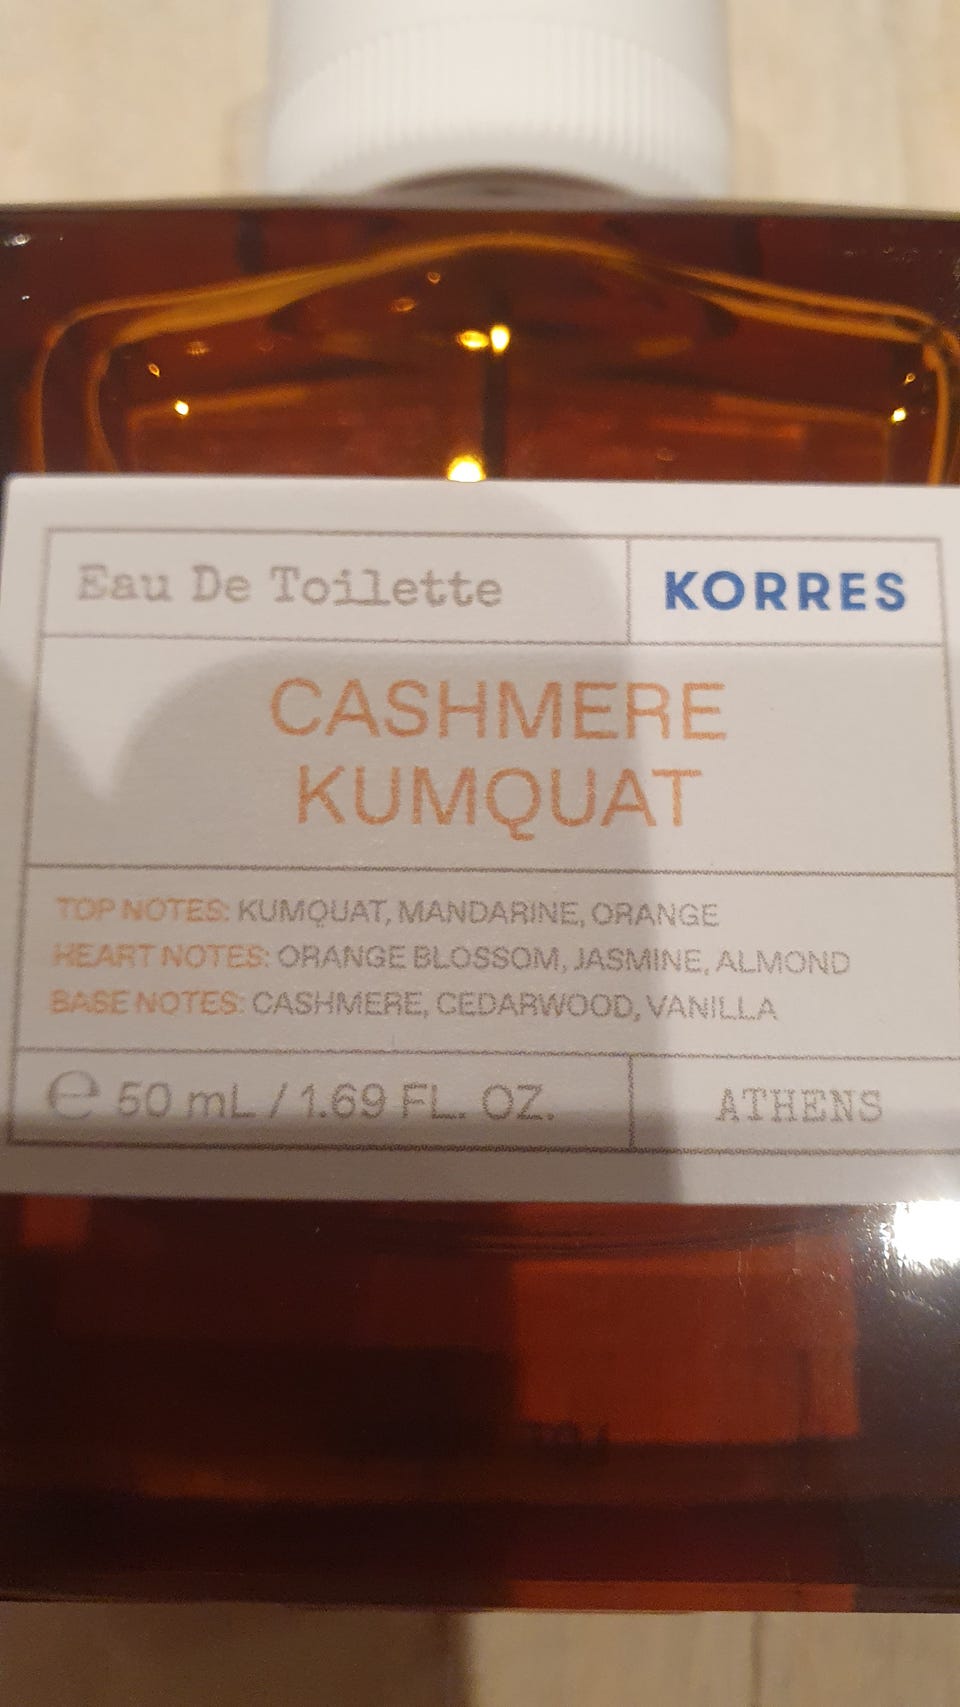 Eau De Toilette
KORRES
CASHMERE
KUMQUAT
TOP NOTES: KUMQUAT, MANDARINE, ORANGE
HEART NOTES: ORANGE BLOSSOM, JASMINE, ALMOND
BASE NOTES: CASHMERE, CEDARWOOD, VANILLA
℮ 50 mL / 1.69 FL. OZ.
ATHENS